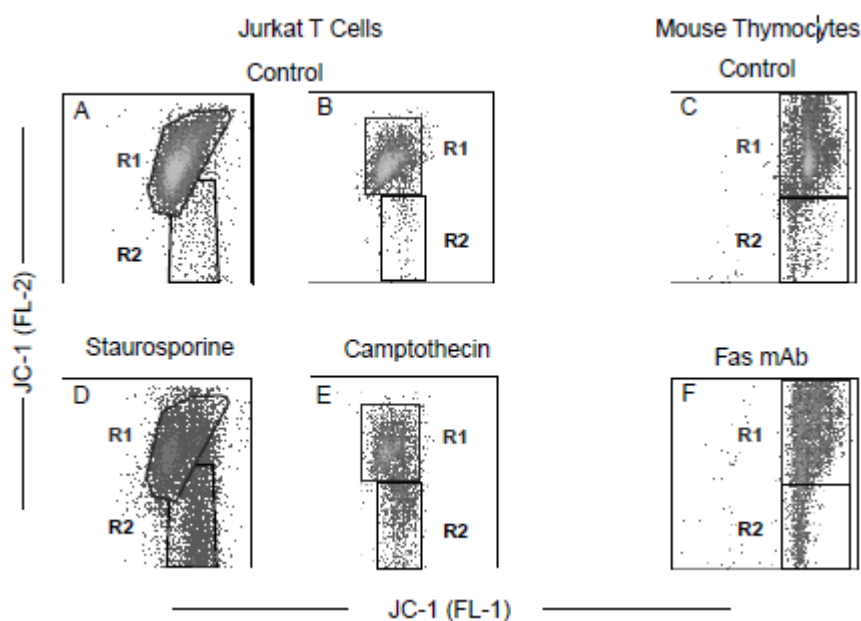 Jurkat T Cells
Mouse Thymocytes
Control
Control
A
R1
R2
B
R1
R2
C
R1
R2
JC-1 (FL-2)
Staurosporine
Camptothecin
Fas mAb
D
R1
R2
E
R1
R2
F
R1
R2
JC-1 (FL-1)